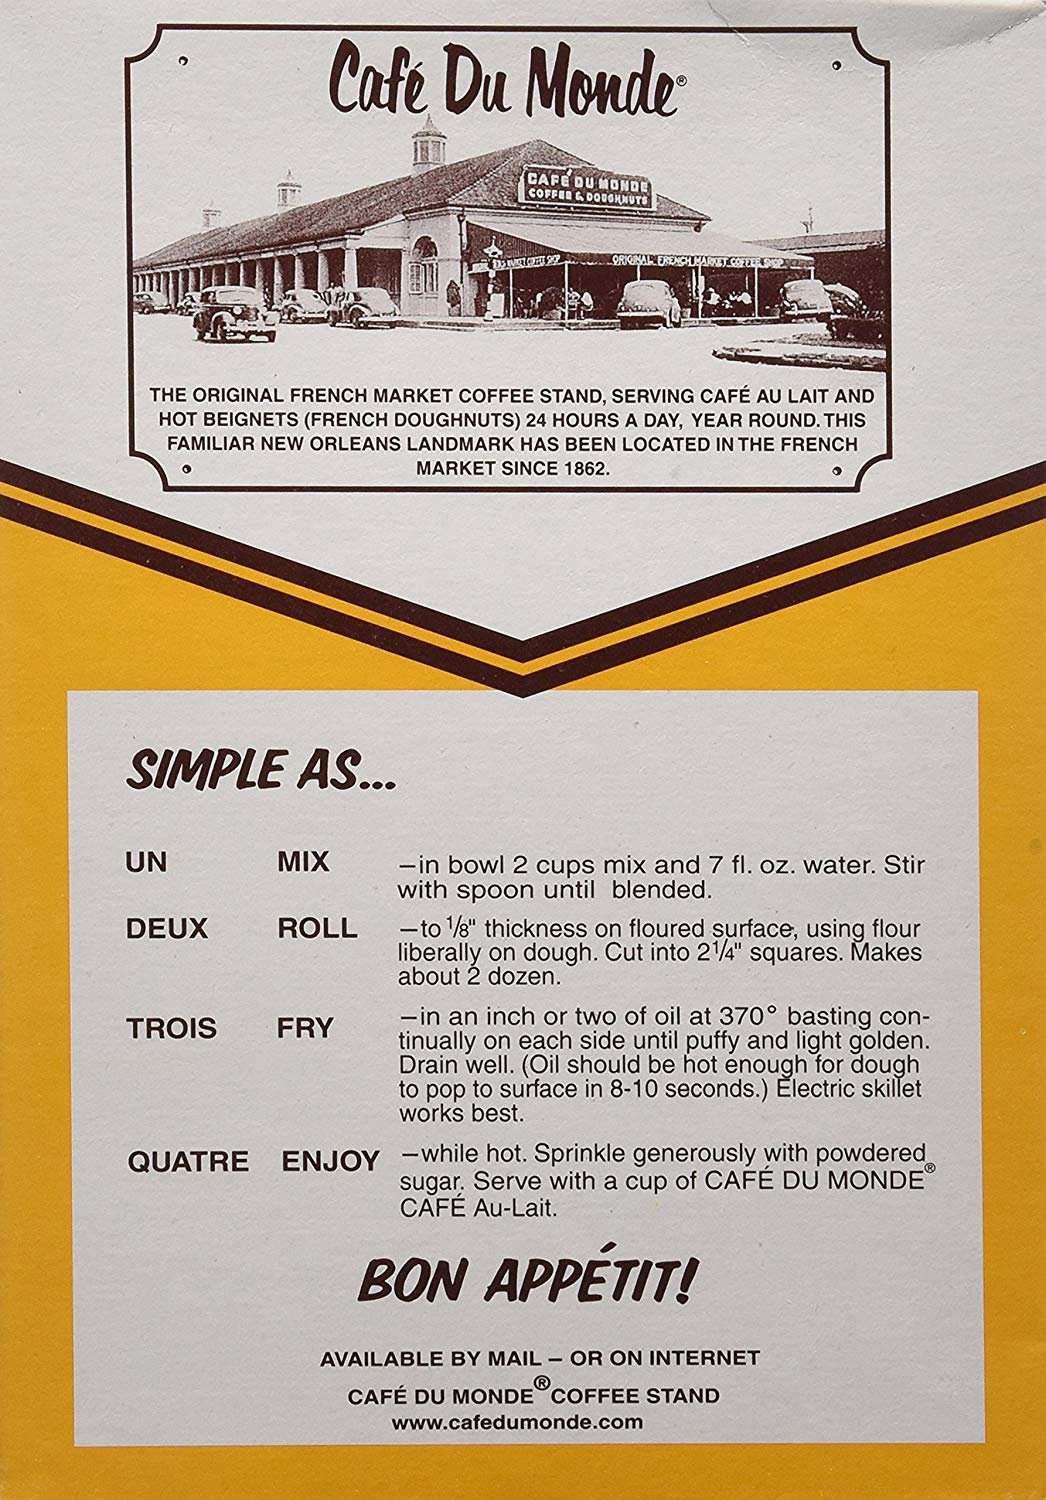 Café Du Monde®
CAFÉ DU MONDE
COFFEE & DOUGHNUTS
ORIGINAL FRENCH MARKET COFFEE SHOP
MARKET COFFEE SHOP
THE ORIGINAL FRENCH MARKET COFFEE STAND, SERVING CAFÉ AU LAIT AND
HOT BEIGNETS (FRENCH DOUGHNUTS) 24 HOURS A DAY, YEAR ROUND. THIS
FAMILIAR NEW ORLEANS LANDMARK HAS BEEN LOCATED IN THE FRENCH
MARKET SINCE 1862.
SIMPLE AS...
UN MIX –in bowl 2 cups mix and 7 fl. oz. water. Stir
with spoon until blended.
DEUX ROLL –to 1/8" thickness on floured surface, using flour
liberally on dough. Cut into 2 1/4" squares. Makes
about 2 dozen.
TROIS FRY –in an inch or two of oil at 370° basting con-
tinually on each side until puffy and light golden.
Drain well. (Oil should be hot enough for dough
to pop to surface in 8-10 seconds.) Electric skillet
works best.
QUATRE ENJOY –while hot. Sprinkle generously with powdered
sugar. Serve with a cup of CAFÉ DU MONDE®
CAFÉ Au-Lait.
BON APPÉTIT!
AVAILABLE BY MAIL – OR ON INTERNET
CAFÉ DU MONDE® COFFEE STAND
www.cafedumonde.com